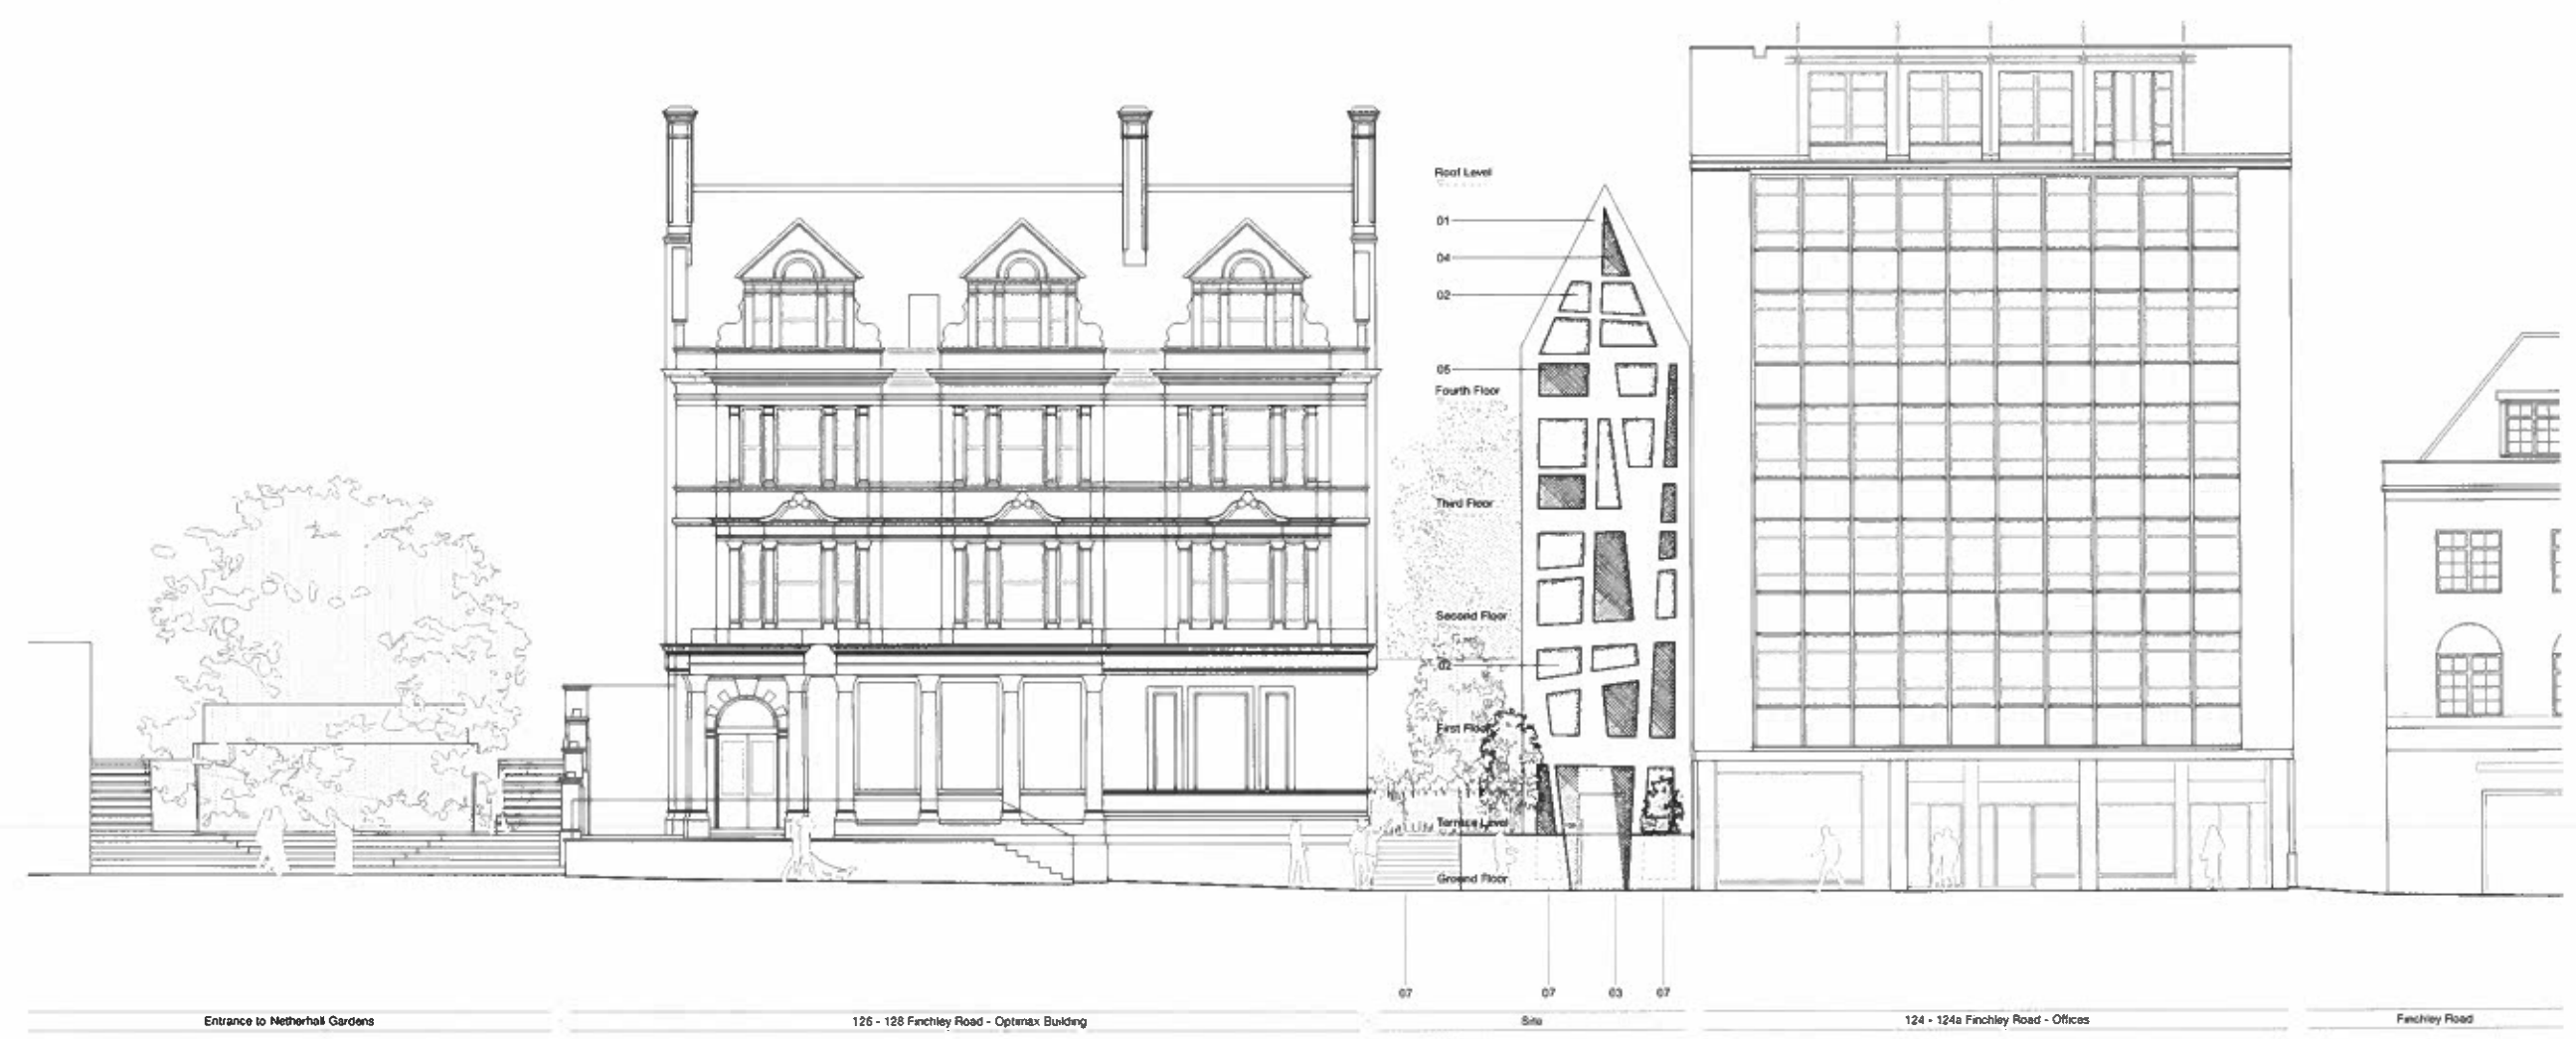 Roof Level
01
04
02
05
Fourth Floor
Third Floor
Second Floor
02
First Floor
Terrace Level
Ground Floor
07 07 03 07
Entrance to Netherhall Gardens
126 - 128 Finchley Road - Optimax Building
Site
124 - 124a Finchley Road - Offices
Finchley Road